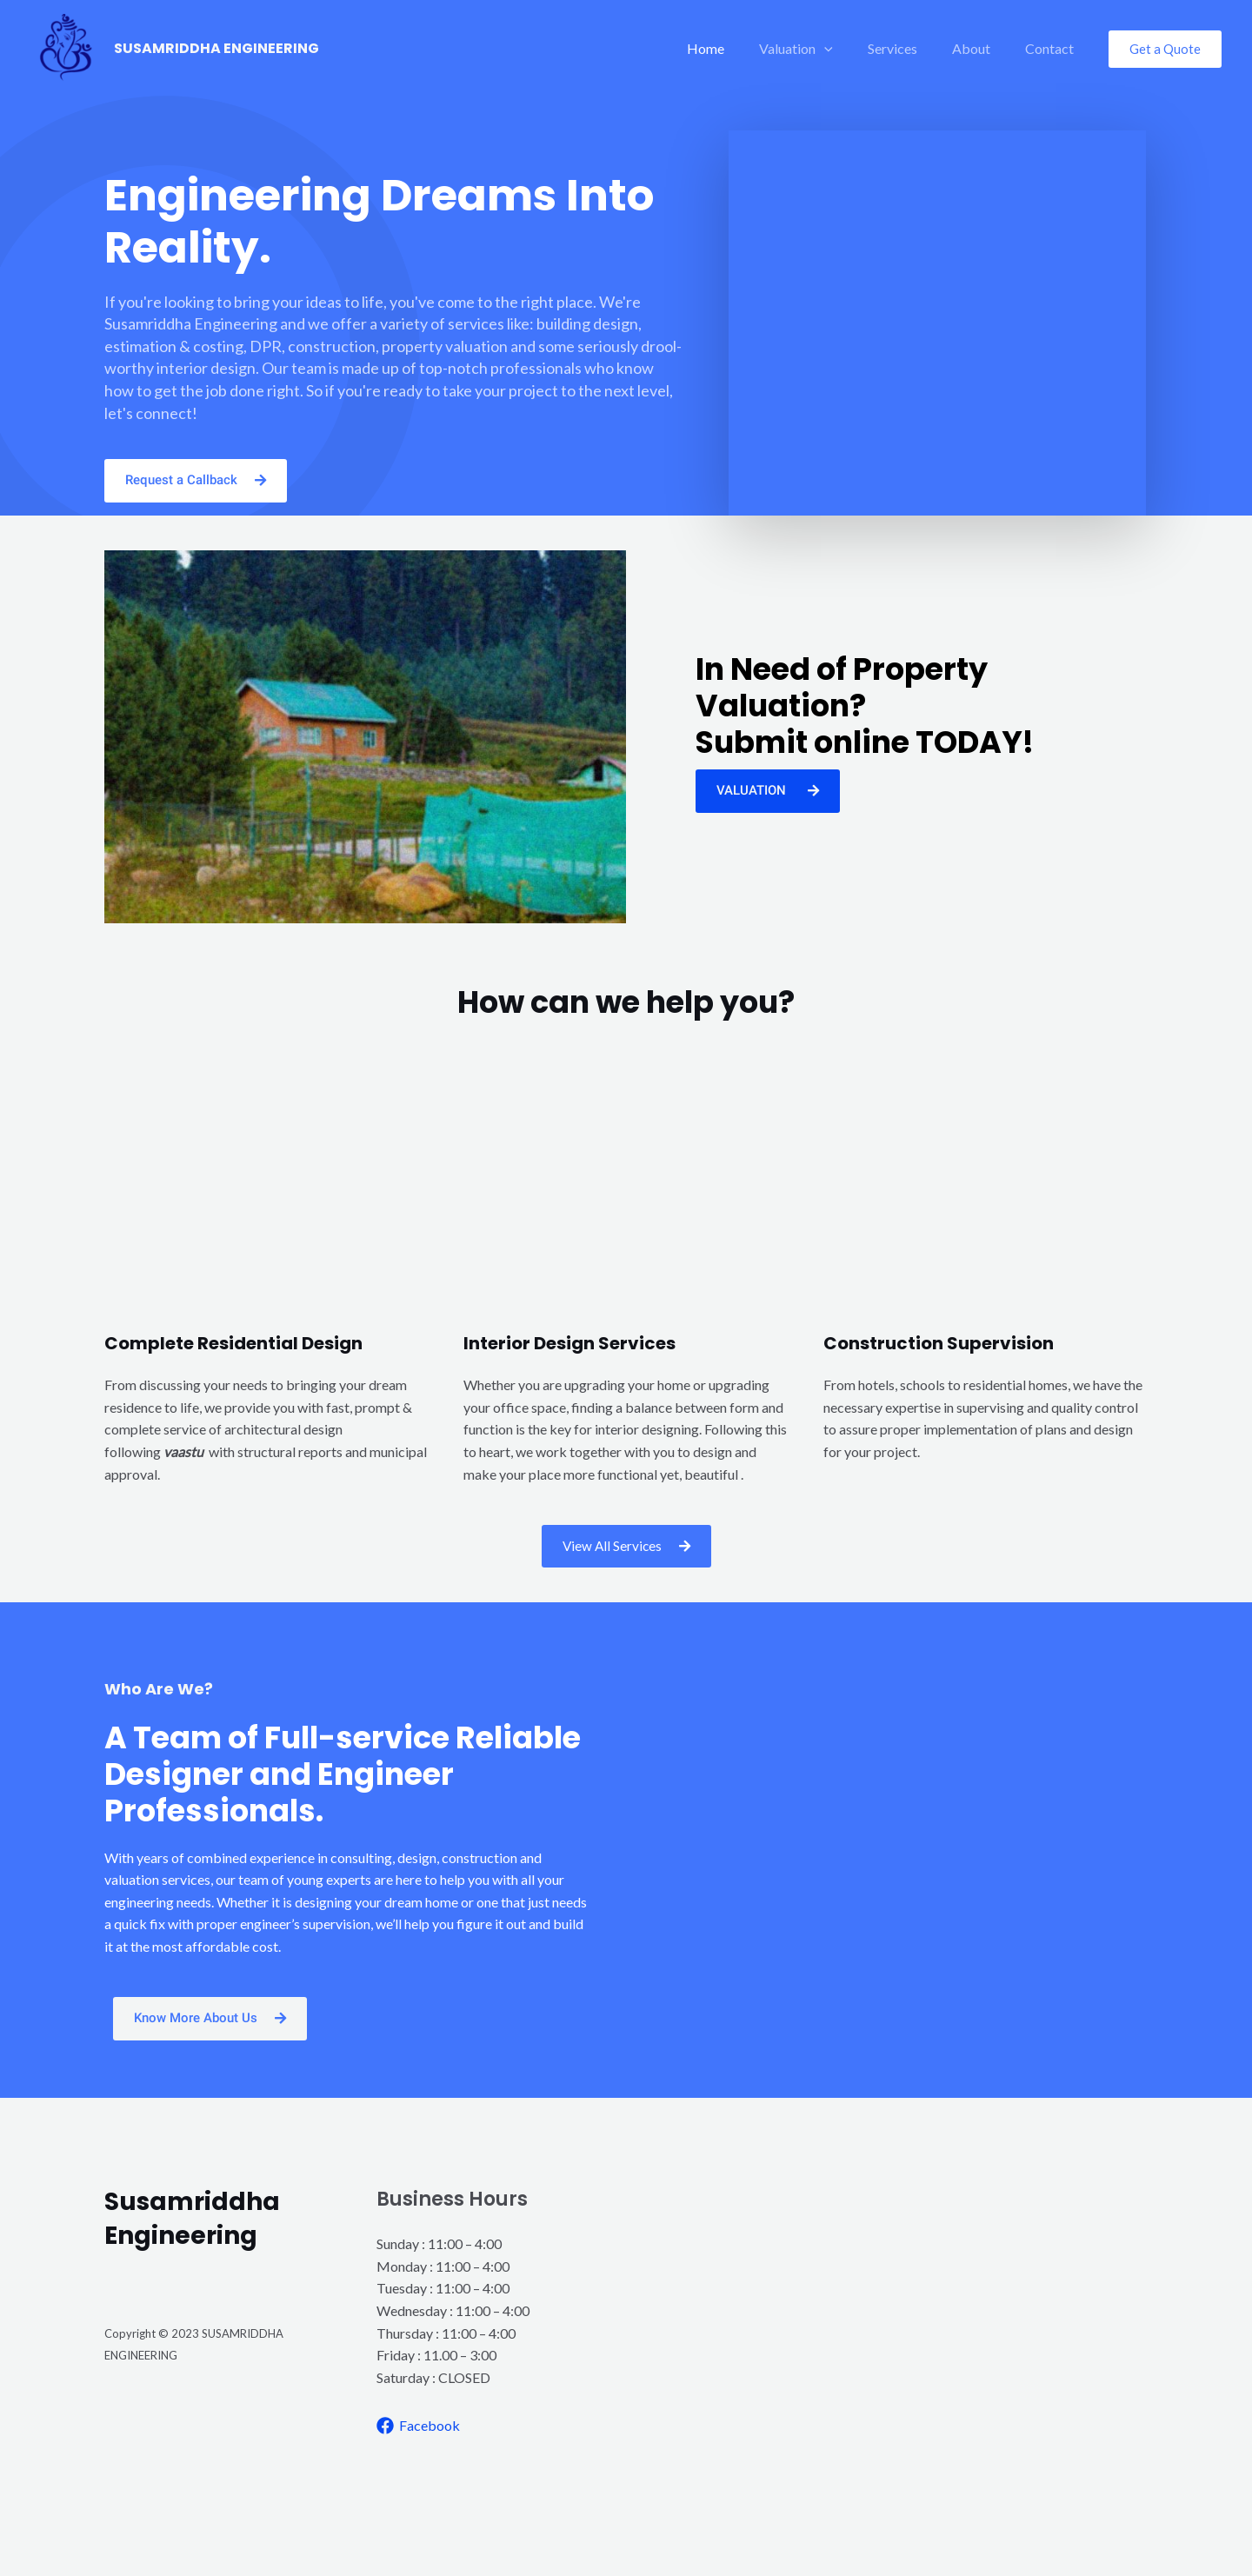 SUSAMRIDDHA ENGINEERING
Home
Valuation
Services
About
Contact
Get a Quote
Engineering Dreams Into
Reality.
If you're looking to bring your ideas to life, you've come to the right place. We're
Susamriddha Engineering and we offer a variety of services like: building design,
estimation & costing, DPR, construction, property valuation and some seriously drool-
worthy interior design. Our team is made up of top-notch professionals who know
how to get the job done right. So if you're ready to take your project to the next level,
let's connect!
Request a Callback
In Need of Property
Valuation?
Submit online TODAY!
VALUATION
How can we help you?
Complete Residential Design
From discussing your needs to bringing your dream
residence to life, we provide you with fast, prompt &
complete service of architectural design
following vaastu with structural reports and municipal
approval.
Interior Design Services
Whether you are upgrading your home or upgrading
your office space, finding a balance between form and
function is the key for interior designing. Following this
to heart, we work together with you to design and
make your place more functional yet, beautiful .
Construction Supervision
From hotels, schools to residential homes, we have the
necessary expertise in supervising and quality control
to assure proper implementation of plans and design
for your project.
View All Services
Who Are We?
A Team of Full-service Reliable
Designer and Engineer
Professionals.
With years of combined experience in consulting, design, construction and
valuation services, our team of young experts are here to help you with all your
engineering needs. Whether it is designing your dream home or one that just needs
a quick fix with proper engineer’s supervision, we’ll help you figure it out and build
it at the most affordable cost.
Know More About Us
Susamriddha
Engineering
Copyright © 2023 SUSAMRIDDHA
ENGINEERING
Business Hours
Sunday : 11:00 – 4:00
Monday : 11:00 – 4:00
Tuesday : 11:00 – 4:00
Wednesday : 11:00 – 4:00
Thursday : 11:00 – 4:00
Friday : 11.00 – 3:00
Saturday : CLOSED
Facebook